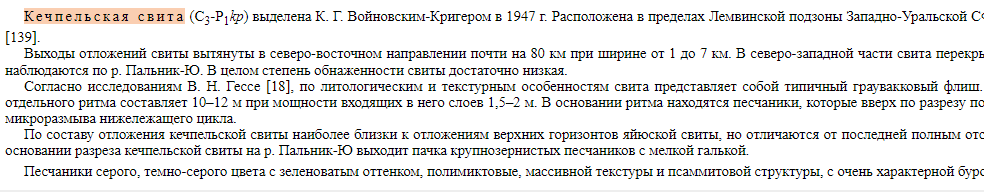 Кечпельская свита (C3-P1kp) выделена К. Г. Войновским-Кригером в 1947 г. Расположена в пределах Лемвинской подзоны Западно-Уральской
[139].
Выходы отложений свиты вытянуты в северо-восточном направлении почти на 80 км при ширине от 1 до 7 км. В северо-западной части свита
наблюдаются по р. Пальник-Ю. В целом степень обнаженности свиты достаточно низкая.
Согласно исследованиям В. Н. Гессе [18], по литологическим и текстурным особенностям свита представляет собой типичный граувакковый флиш.
отдельного ритма составляет 10–12 м при мощности входящих в него слоев 1,5–2 м. В основании ритма находятся песчаники, которые вверх по разрезу
микроразмыва нижележащего цикла.
По составу отложения кечпельской свиты наиболее близки к отложениям верхних горизонтов яйюской свиты, но отличаются от последней полным
основании разреза кечпельской свиты на р. Пальник-Ю выходит пачка крупнозернистых песчаников с мелкой галькой.
Песчаники серого, темно-серого цвета с зеленоватым оттенком, полимиктовые, массивной текстуры и псаммитовой структуры, с очень характерной